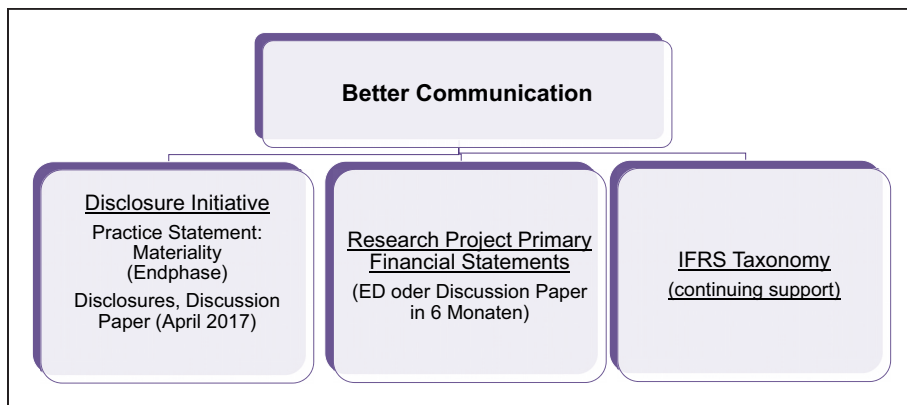 Better Communication
Disclosure Initiative
Practice Statement:
Materiality
(Endphase)
Disclosures, Discussion
Paper (April 2017)
Research Project Primary
Financial Statements
(ED oder Discussion Paper
in 6 Monaten)
IFRS Taxonomy
(continuing support)